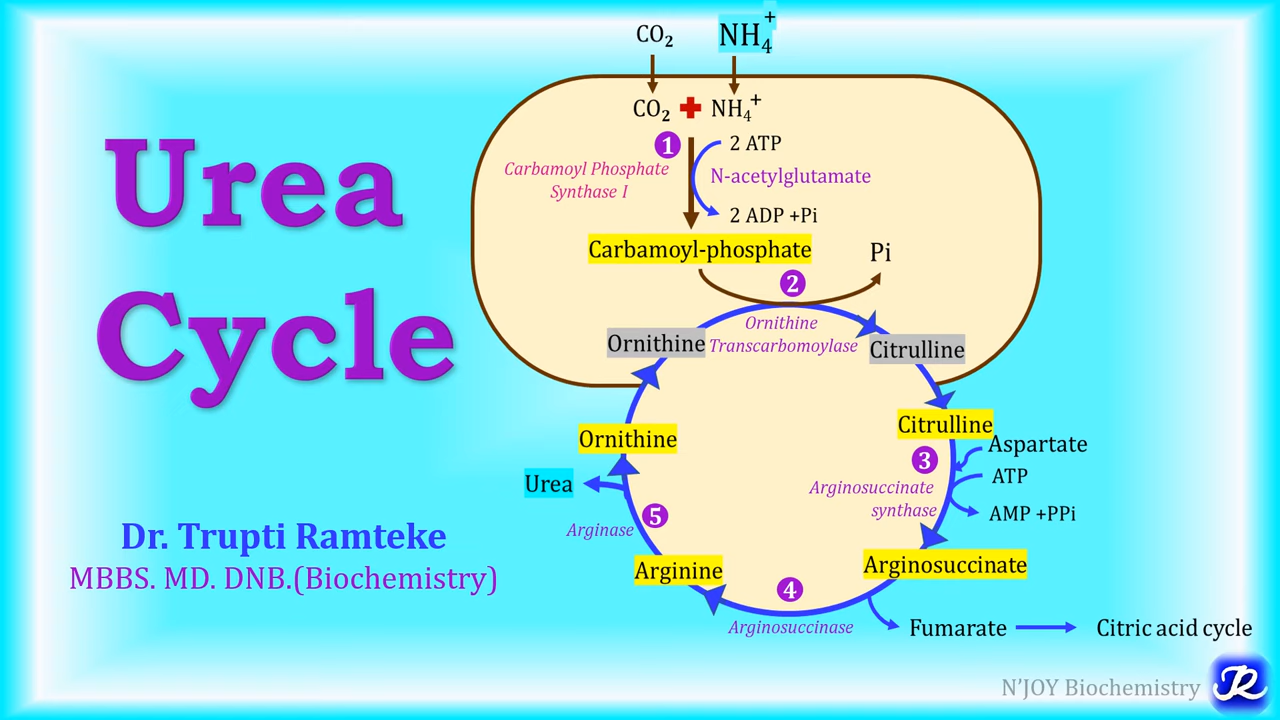 Urea
Cycle
Dr. Trupti Ramteke
MBBS. MD. DNB.(Biochemistry)
CO₂
NH₄⁺
CO₂ + NH₄⁺
1
Carbamoyl Phosphate
Synthase I
2 ATP
N-acetylglutamate
2 ADP +Pi
Carbamoyl-phosphate
Pi
2
Ornithine
Transcarbomoylase
Ornithine
Citrulline
Citrulline
Aspartate
3
ATP
Arginosuccinate
synthase
AMP +PPi
Arginosuccinate
Fumarate
Citric acid cycle
4
Arginosuccinase
Arginine
5
Arginase
Urea
Ornithine
N'JOY Biochemistry